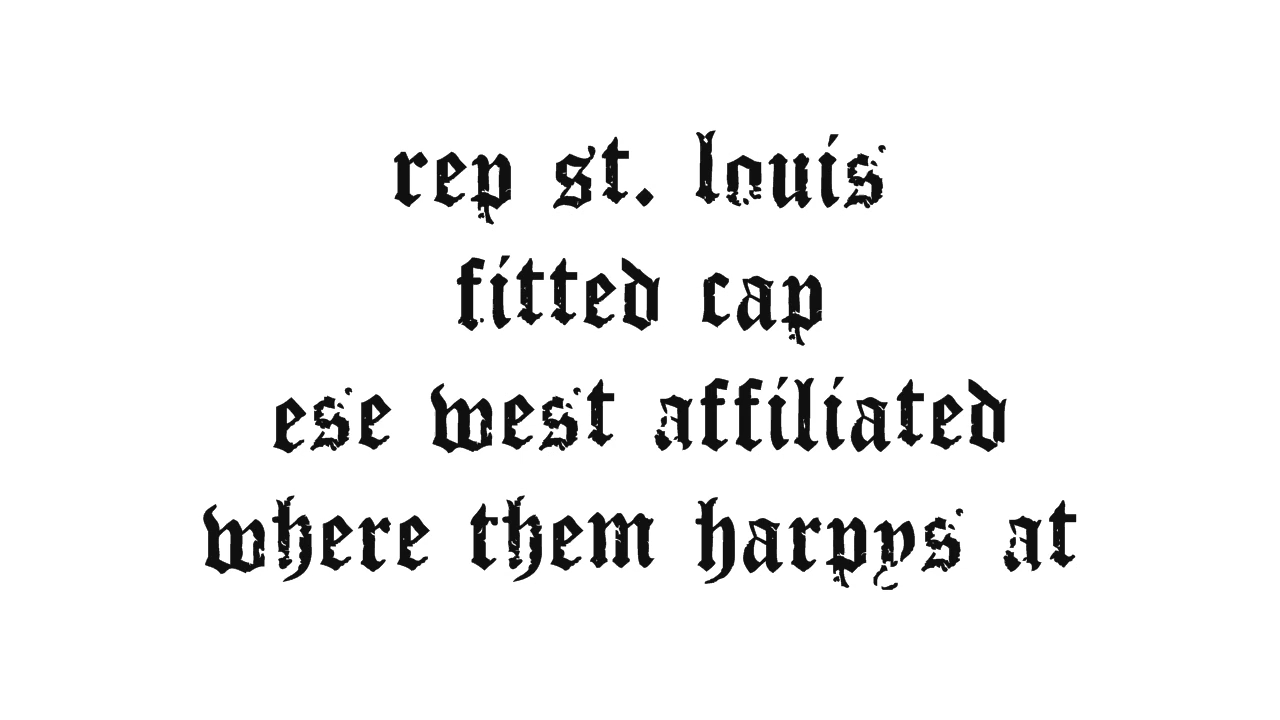 rep st. louis
fitted cap
ese west affiliated
where them harpys at